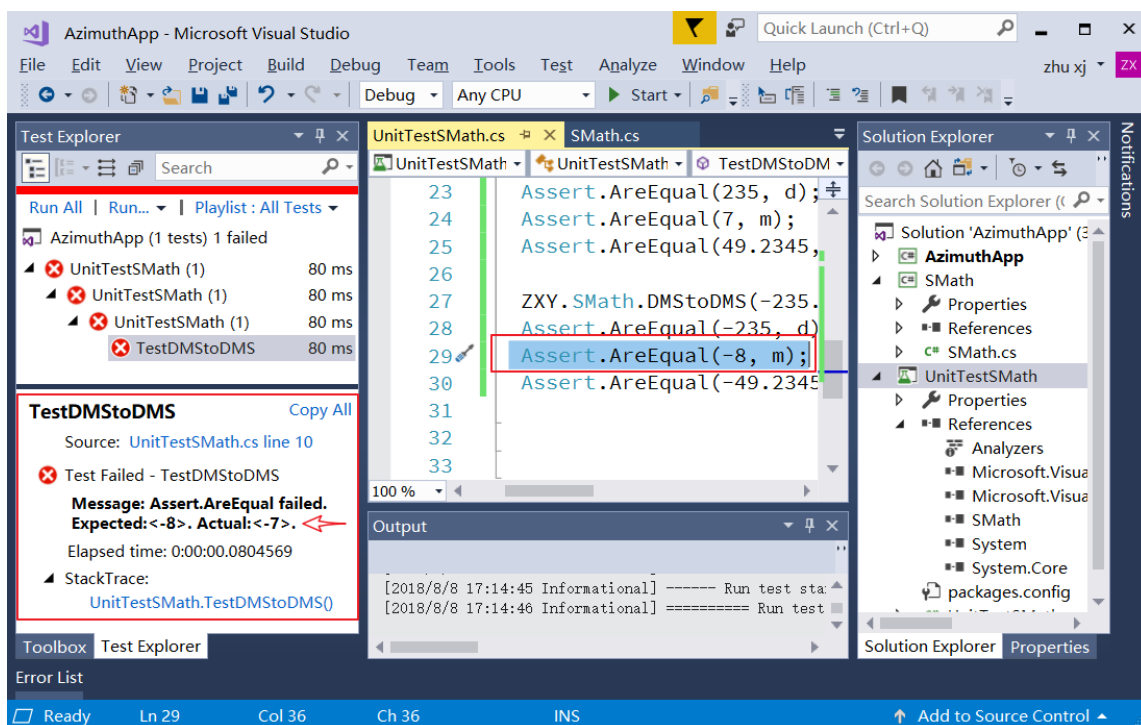 AzimuthApp - Microsoft Visual Studio
Quick Launch (Ctrl+Q)
File Edit View Project Build Debug Team Tools Test Analyze Window Help
zhu xj ZX
Debug Any CPU Start
Test Explorer
Search
Run All | Run... | Playlist : All Tests
AzimuthApp (1 tests) 1 failed
UnitTestSMath (1) 80 ms
UnitTestSMath (1) 80 ms
UnitTestSMath (1) 80 ms
TestDMStoDMS 80 ms
TestDMStoDMS Copy All
Source: UnitTestSMath.cs line 10
Test Failed - TestDMStoDMS
Message: Assert.AreEqual failed.
Expected:<-8>. Actual:<-7>.
Elapsed time: 0:00:00.0804569
StackTrace:
UnitTestSMath.TestDMStoDMS()
Toolbox Test Explorer
UnitTestSMath.cs SMath.cs
UnitTestSMath UnitTestSMath TestDMStoDM
23 Assert.AreEqual(235, d);
24 Assert.AreEqual(7, m);
25 Assert.AreEqual(49.2345,
26
27 ZXY.SMath.DMStoDMS(-235.
28 Assert.AreEqual(-235, d)
29 Assert.AreEqual(-8, m);
30 Assert.AreEqual(-49.2345
31
32
33
100 %
Output
[2018/8/8 17:14:45 Informational] ------ Run test sta
[2018/8/8 17:14:46 Informational] ========== Run test
Solution Explorer
Search Solution Explorer (
Solution 'AzimuthApp' (3
C# AzimuthApp
C# SMath
Properties
References
C# SMath.cs
UnitTestSMath
Properties
References
Analyzers
Microsoft.Visua
Microsoft.Visua
SMath
System
System.Core
packages.config
Solution Explorer Properties
Notifications
Error List
Ready Ln 29 Col 36 Ch 36 INS Add to Source Control